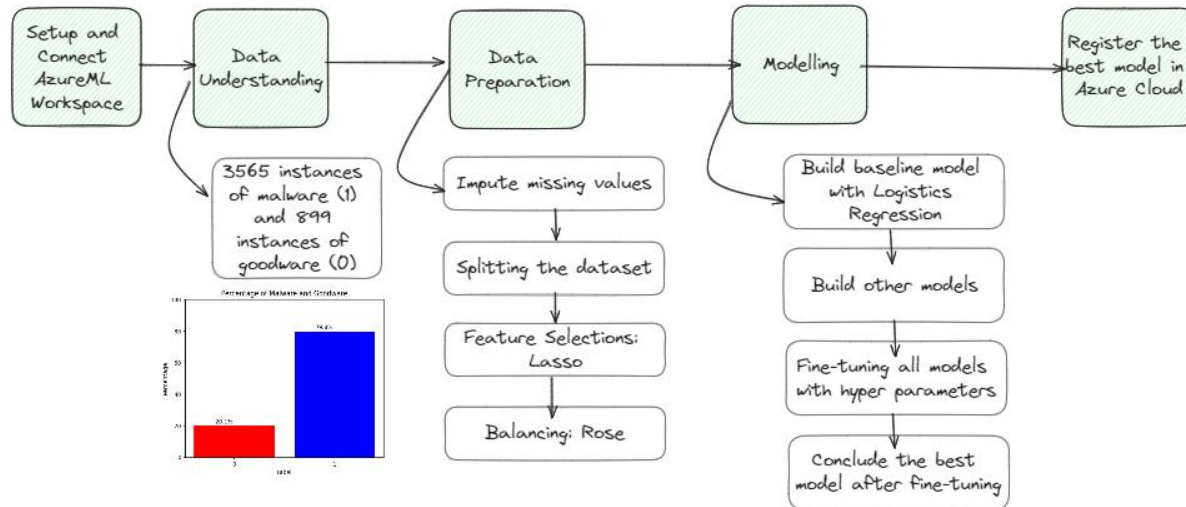 Setup and
Connect
AzureML
Workspace
Data
Understanding
Data
Preparation
Modelling
Register the
best model in
Azure Cloud
3565 instances
of malware (1)
and 899
instances of
goodware (0)
Impute missing values
Splitting the dataset
Feature Selections:
Lasso
Balancing: Rose
Build baseline model
with Logistics
Regression
Build other models
Fine-tuning all models
with hyper parameters
Conclude the best
model after fine-tuning
Percentage of Malware and Goodware
Percentage